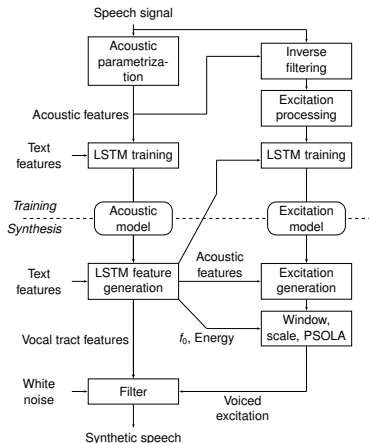 Speech signal
Acoustic
parametriza-
tion
Inverse
filtering
Excitation
processing
Acoustic features
Text
features
LSTM training
LSTM training
Training
Synthesis
Acoustic
model
Excitation
model
Text
features
LSTM feature
generation
Acoustic
features
Excitation
generation
Vocal tract features
f0, Energy
Window,
scale, PSOLA
White
noise
Filter
Voiced
excitation
Synthetic speech